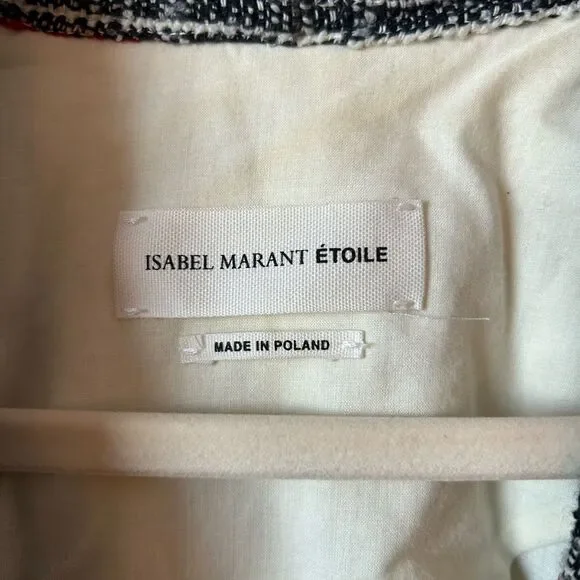 ISABEL MARANT ÉTOILE
MADE IN POLAND